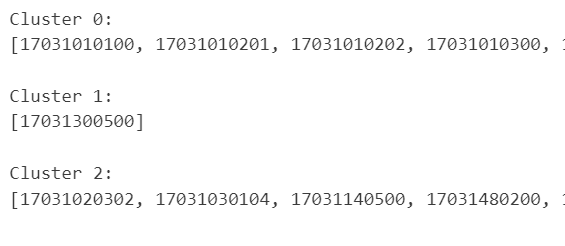 Cluster 0:
[17031010100, 17031010201, 17031010202, 17031010300,
Cluster 1:
[17031300500]
Cluster 2:
[17031020302, 17031030104, 17031140500, 17031480200,